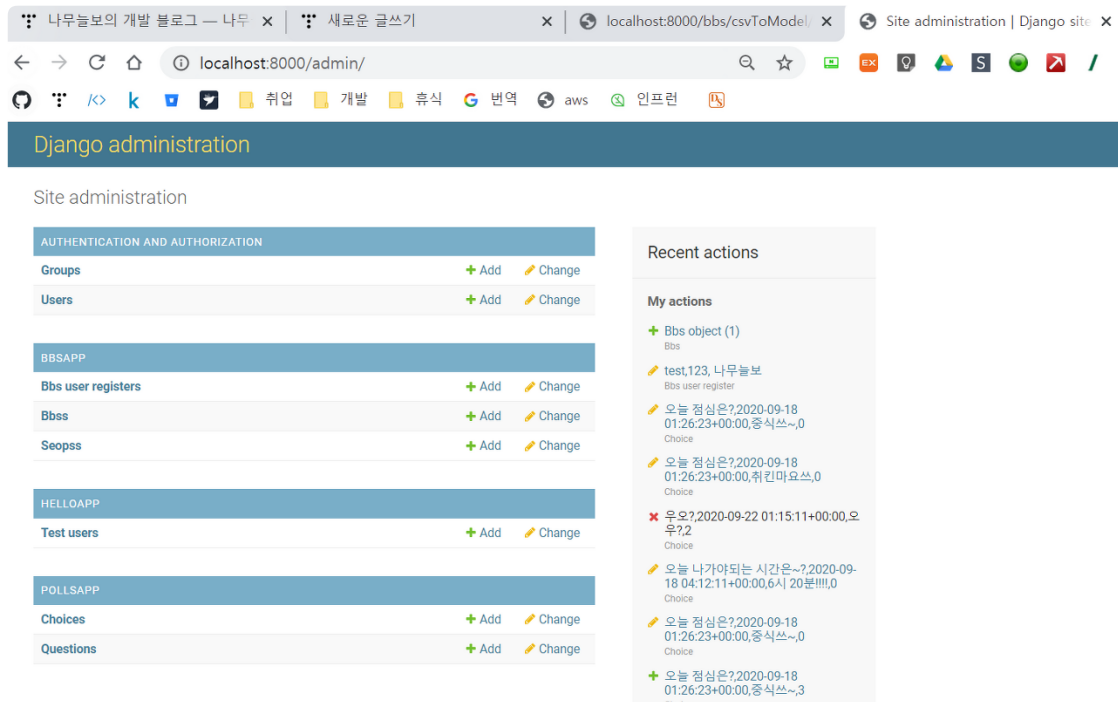 나무늘보의 개발 블로그 — 나무
새로운 글쓰기
localhost:8000/bbs/csvToModel/
Site administration | Django site
localhost:8000/admin/
EX
S
취업
개발
휴식
번역
aws
인프런
Django administration
Site administration
AUTHENTICATION AND AUTHORIZATION
Groups Add Change
Users Add Change
BBSAPP
Bbs user registers Add Change
Bbss Add Change
Seopss Add Change
HELLOAPP
Test users Add Change
POLLSAPP
Choices Add Change
Questions Add Change
Recent actions
My actions
Bbs object (1)
Bbs
test,123, 나무늘보
Bbs user register
오늘 점심은?,2020-09-18
01:26:23+00:00,중식쓰~,0
Choice
오늘 점심은?,2020-09-18
01:26:23+00:00,취킨마요쓰,0
Choice
우오?,2020-09-22 01:15:11+00:00,오
우?,2
Choice
오늘 나가야되는 시간은~?,2020-09-
18 04:12:11+00:00,6시 20분!!!!,0
Choice
오늘 점심은?,2020-09-18
01:26:23+00:00,중식쓰~,0
Choice
오늘 점심은?,2020-09-18
01:26:23+00:00,중식쓰~,3